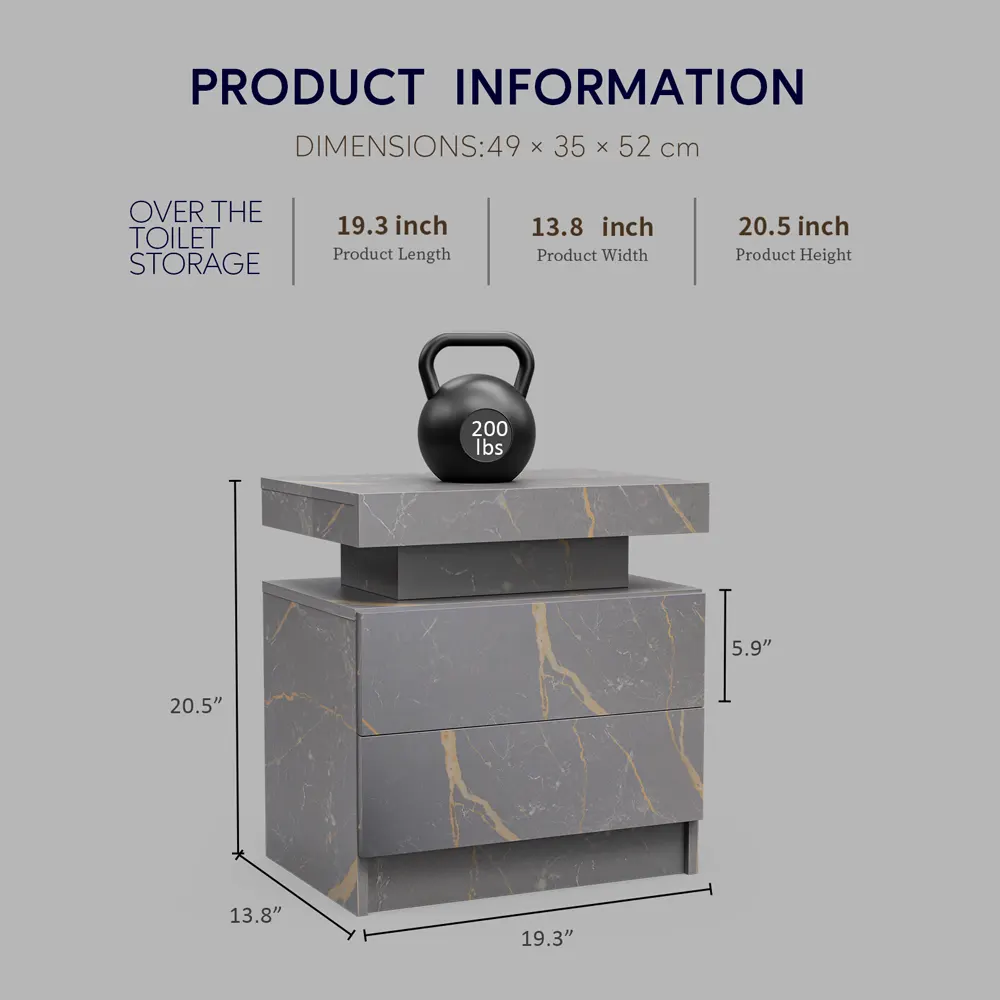 PRODUCT INFORMATION
DIMENSIONS:49 × 35 × 52 cm
OVER THE
TOILET
STORAGE
19.3 inch
Product Length
13.8 inch
Product Width
20.5 inch
Product Height
200
lbs
5.9”
20.5”
13.8”
19.3”